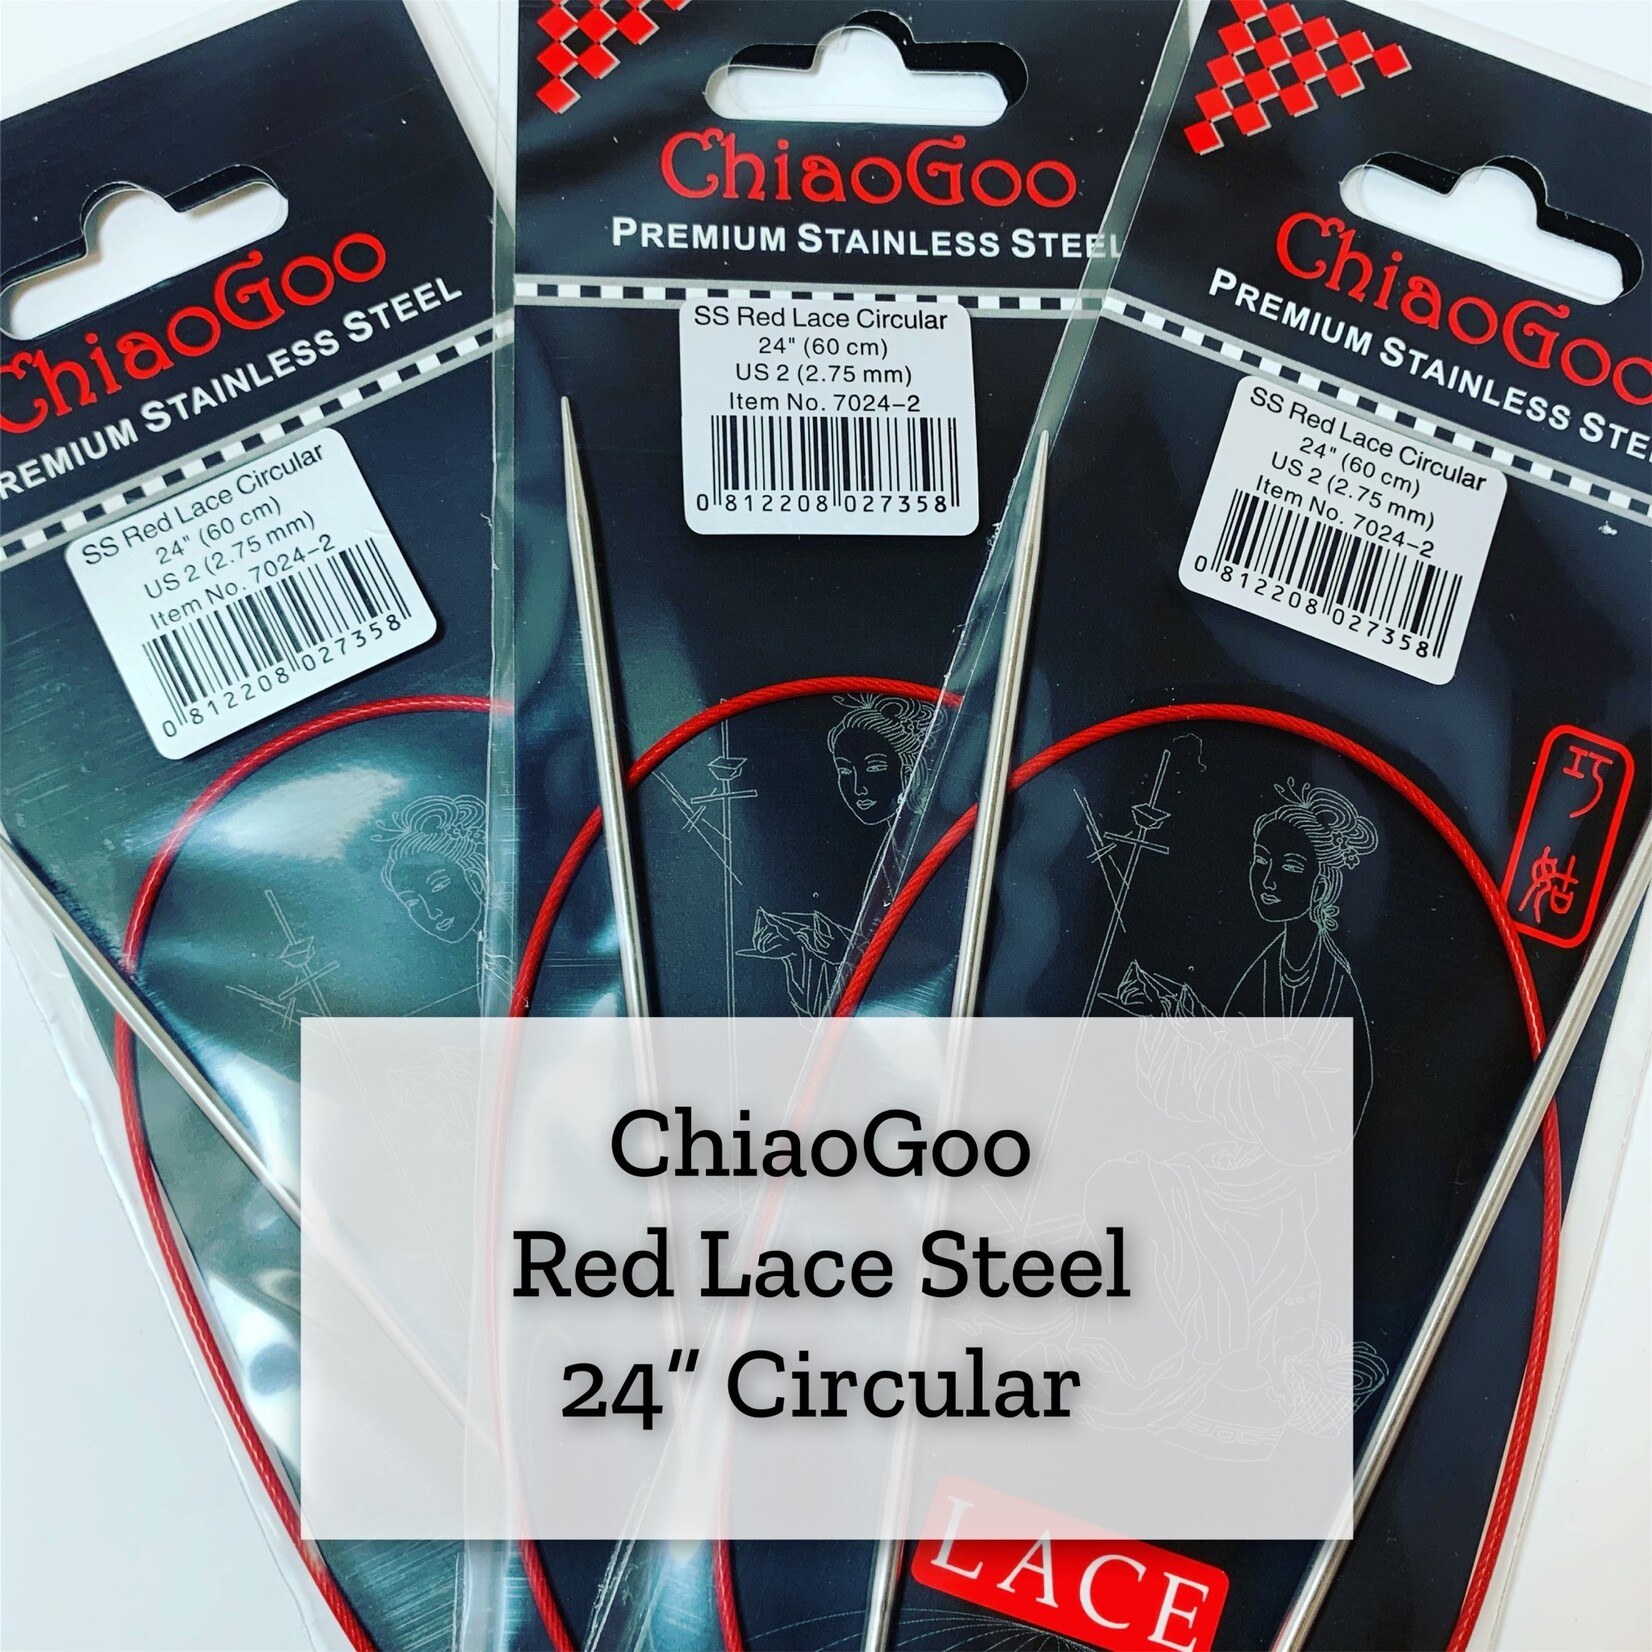 ChiaoGoo
PREMIUM STAINLESS STEEL
SS Red Lace Circular
24" (60 cm)
US 2 (2.75 mm)
Item No. 7024-2
0 812208 027358
ChiaoGoo
PREMIUM STAINLESS STEEL
SS Red Lace Circular
24" (60 cm)
US 2 (2.75 mm)
Item No. 7024-2
0 812208 027358
ChiaoGoo
PREMIUM STAINLESS STEE
SS Red Lace Circular
24" (60 cm)
US 2 (2.75 mm)
Item No. 7024-2
0 812208 027358
巧
姑
ChiaoGoo
Red Lace Steel
24" Circular
LACE